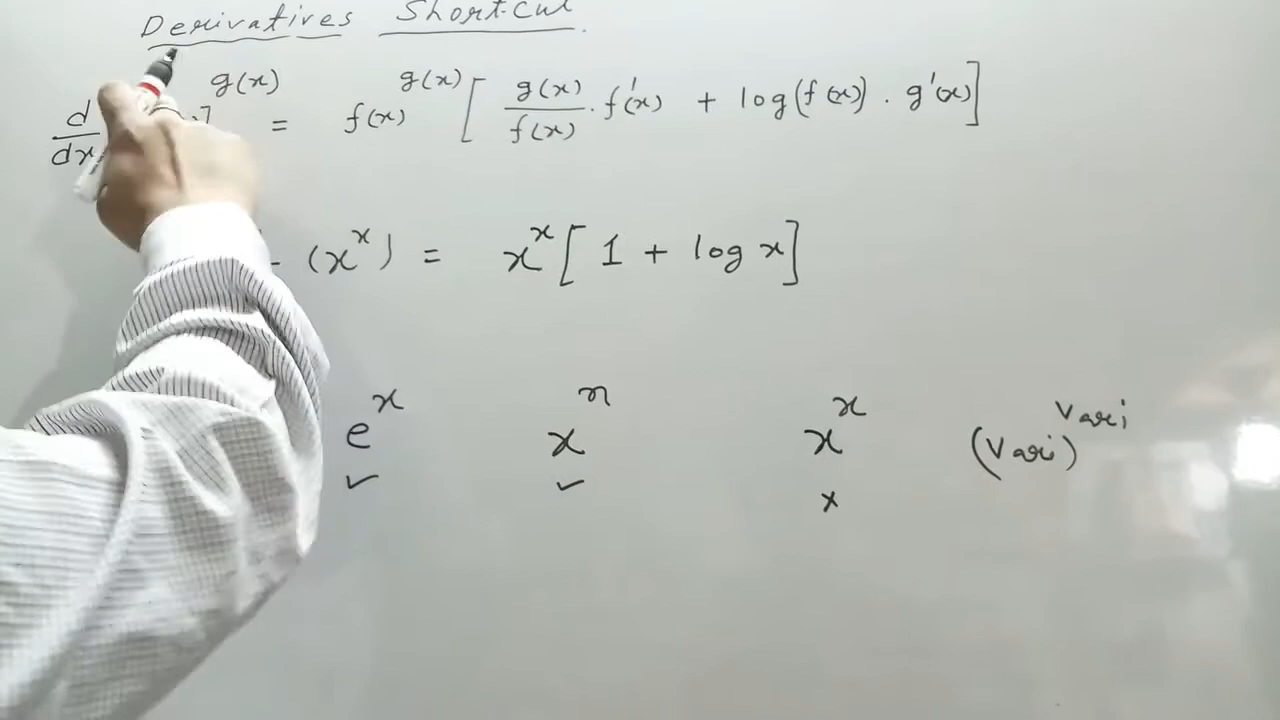 Derivatives Short-Cut
d/dx ]^g(x) = f(x)^g(x) [ g(x)/f(x) · f'(x) + log(f(x)) · g'(x) ]
(x^x) = x^x [ 1 + log x ]
e^x x^n x^x (Vari)^Vari
✓ ✓ ×